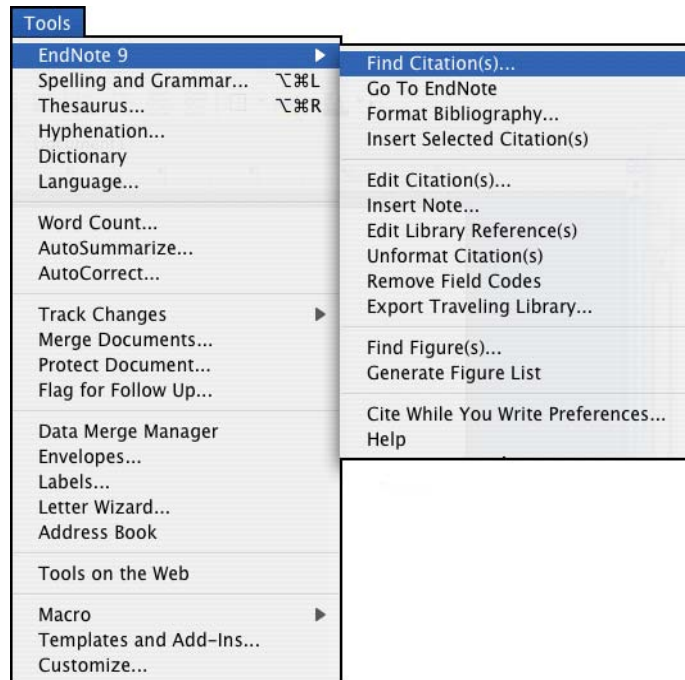 Tools
EndNote 9 ▶
Spelling and Grammar... ⌥⌘L
Thesaurus... ⌥⌘R
Hyphenation...
Dictionary
Language...
Word Count...
AutoSummarize...
AutoCorrect...
Track Changes ▶
Merge Documents...
Protect Document...
Flag for Follow Up...
Data Merge Manager
Envelopes...
Labels...
Letter Wizard...
Address Book
Tools on the Web
Macro ▶
Templates and Add-Ins...
Customize...
Find Citation(s)...
Go To EndNote
Format Bibliography...
Insert Selected Citation(s)
Edit Citation(s)...
Insert Note...
Edit Library Reference(s)
Unformat Citation(s)
Remove Field Codes
Export Traveling Library...
Find Figure(s)...
Generate Figure List
Cite While You Write Preferences...
Help